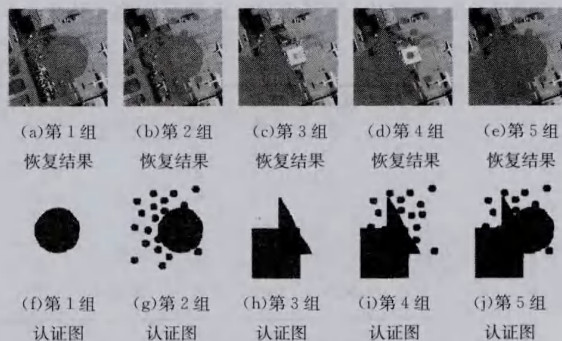 (a)第1组 (b)第2组 (c)第3组 (d)第4组 (e)第5组
恢复结果 恢复结果 恢复结果 恢复结果 恢复结果
(f)第1组 (g)第2组 (h)第3组 (i)第4组 (j)第5组
认证图 认证图 认证图 认证图 认证图